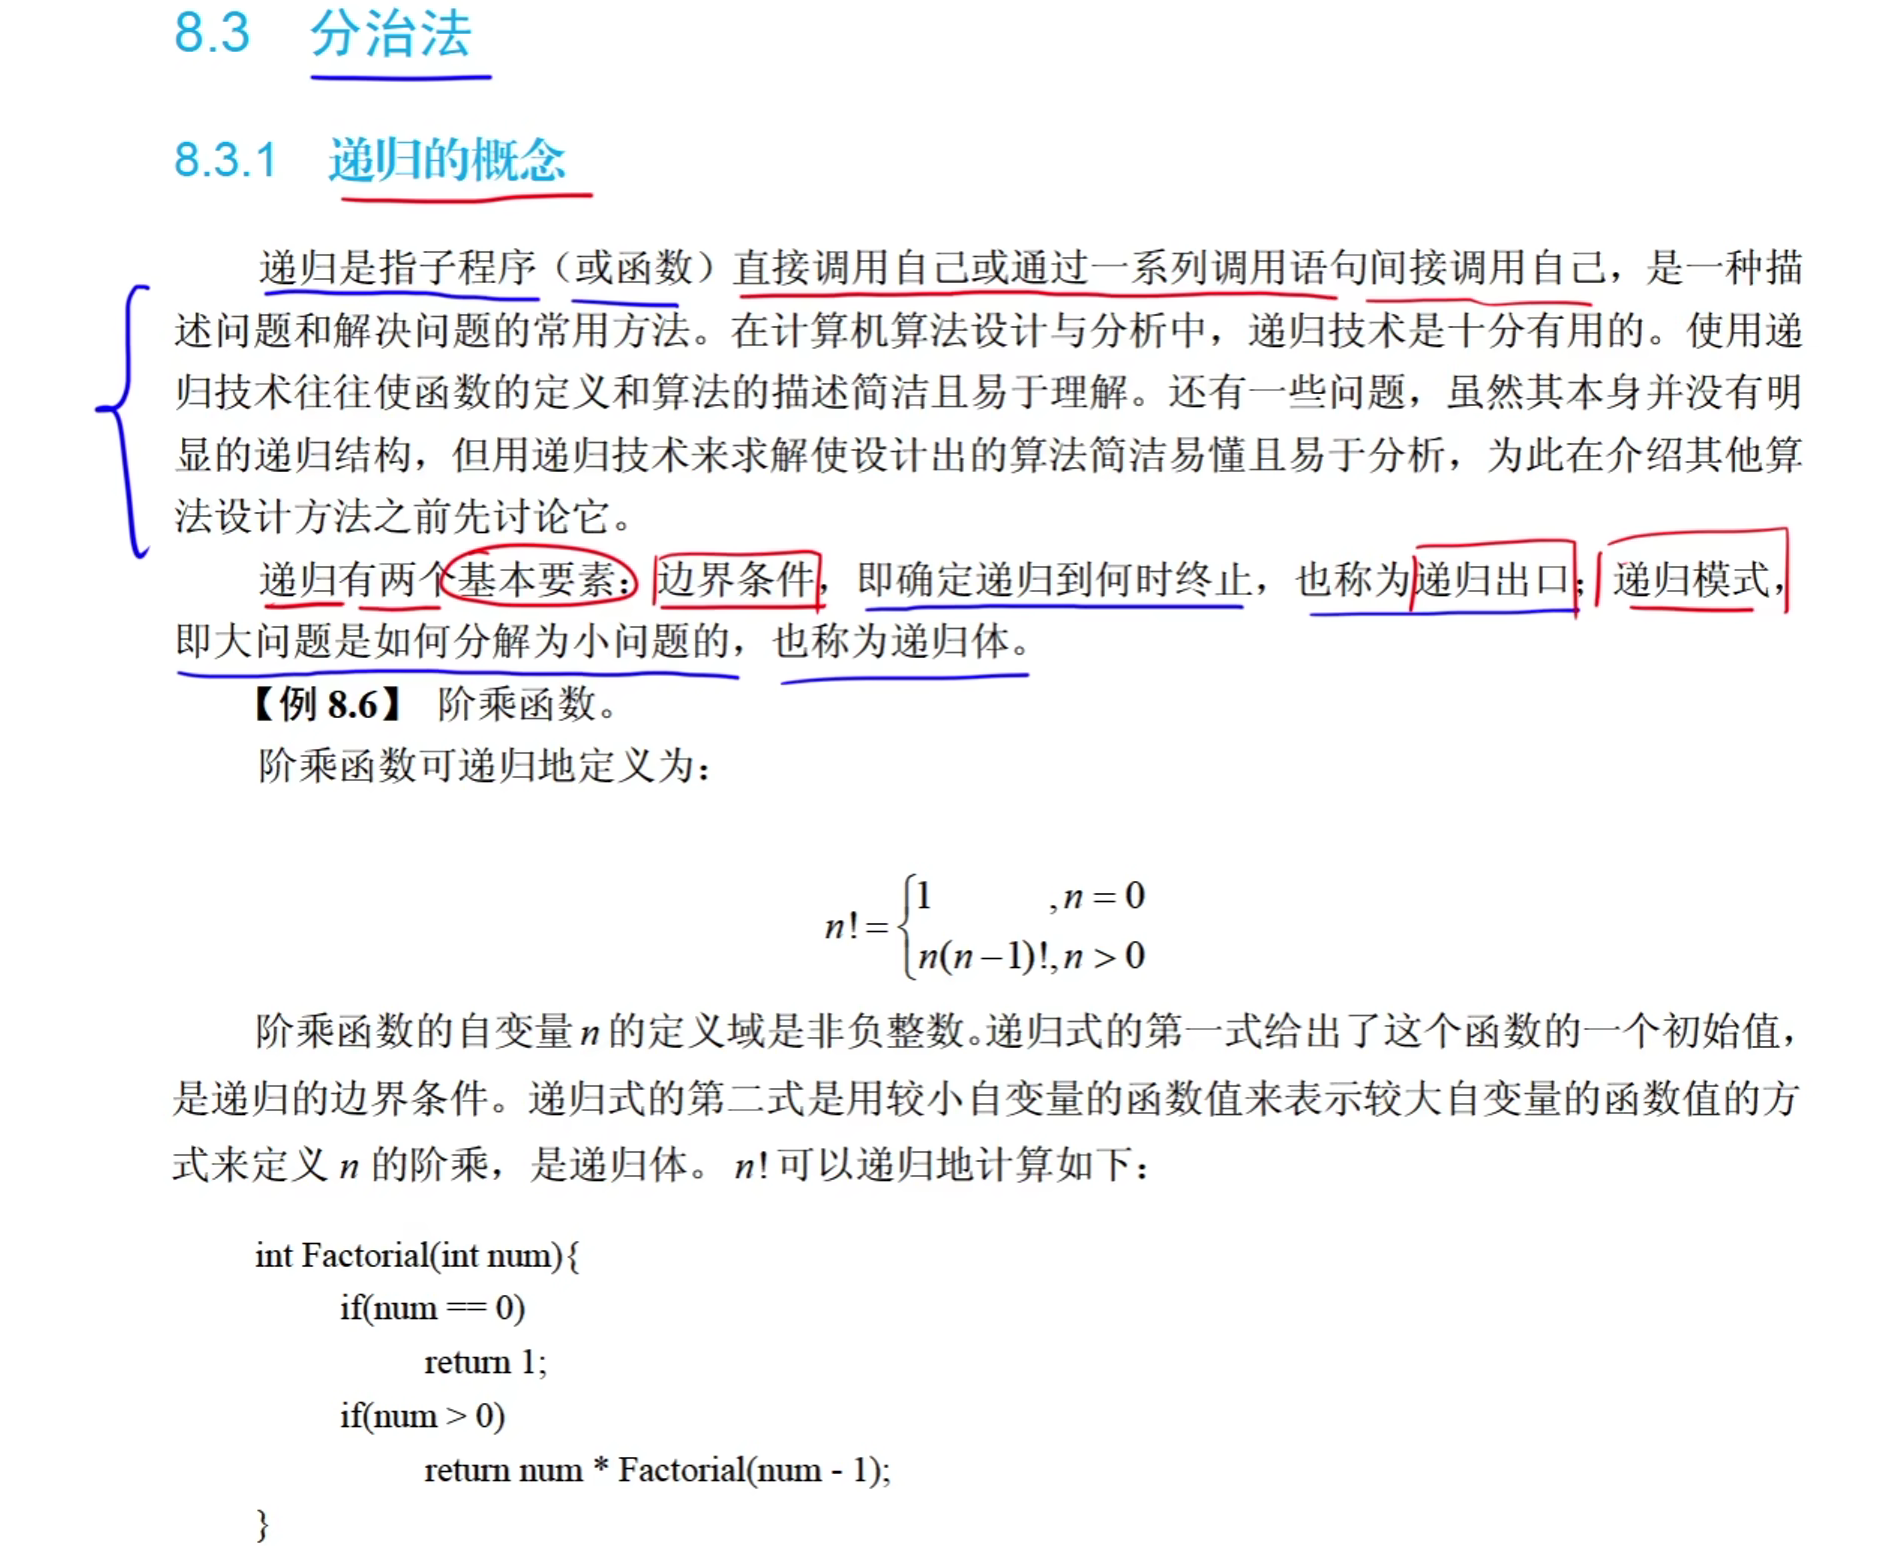 8.3 分治法
8.3.1 递归的概念
递归是指子程序（或函数）直接调用自己或通过一系列调用语句间接调用自己，是一种描
述问题和解决问题的常用方法。在计算机算法设计与分析中，递归技术是十分有用的。使用递
归技术往往使函数的定义和算法的描述简洁且易于理解。还有一些问题，虽然其本身并没有明
显的递归结构，但用递归技术来求解使设计出的算法简洁易懂且易于分析，为此在介绍其他算
法设计方法之前先讨论它。
递归有两个基本要素：边界条件，即确定递归到何时终止，也称为递归出口；递归模式，
即大问题是如何分解为小问题的，也称为递归体。
【例 8.6】 阶乘函数。
阶乘函数可递归地定义为：
n!={1 ,n=0
n(n-1)!,n>0
阶乘函数的自变量 n 的定义域是非负整数。递归式的第一式给出了这个函数的一个初始值，
是递归的边界条件。递归式的第二式是用较小自变量的函数值来表示较大自变量的函数值的方
式来定义 n 的阶乘，是递归体。n!可以递归地计算如下：
int Factorial(int num){
if(num == 0)
return 1;
if(num > 0)
return num * Factorial(num - 1);
}